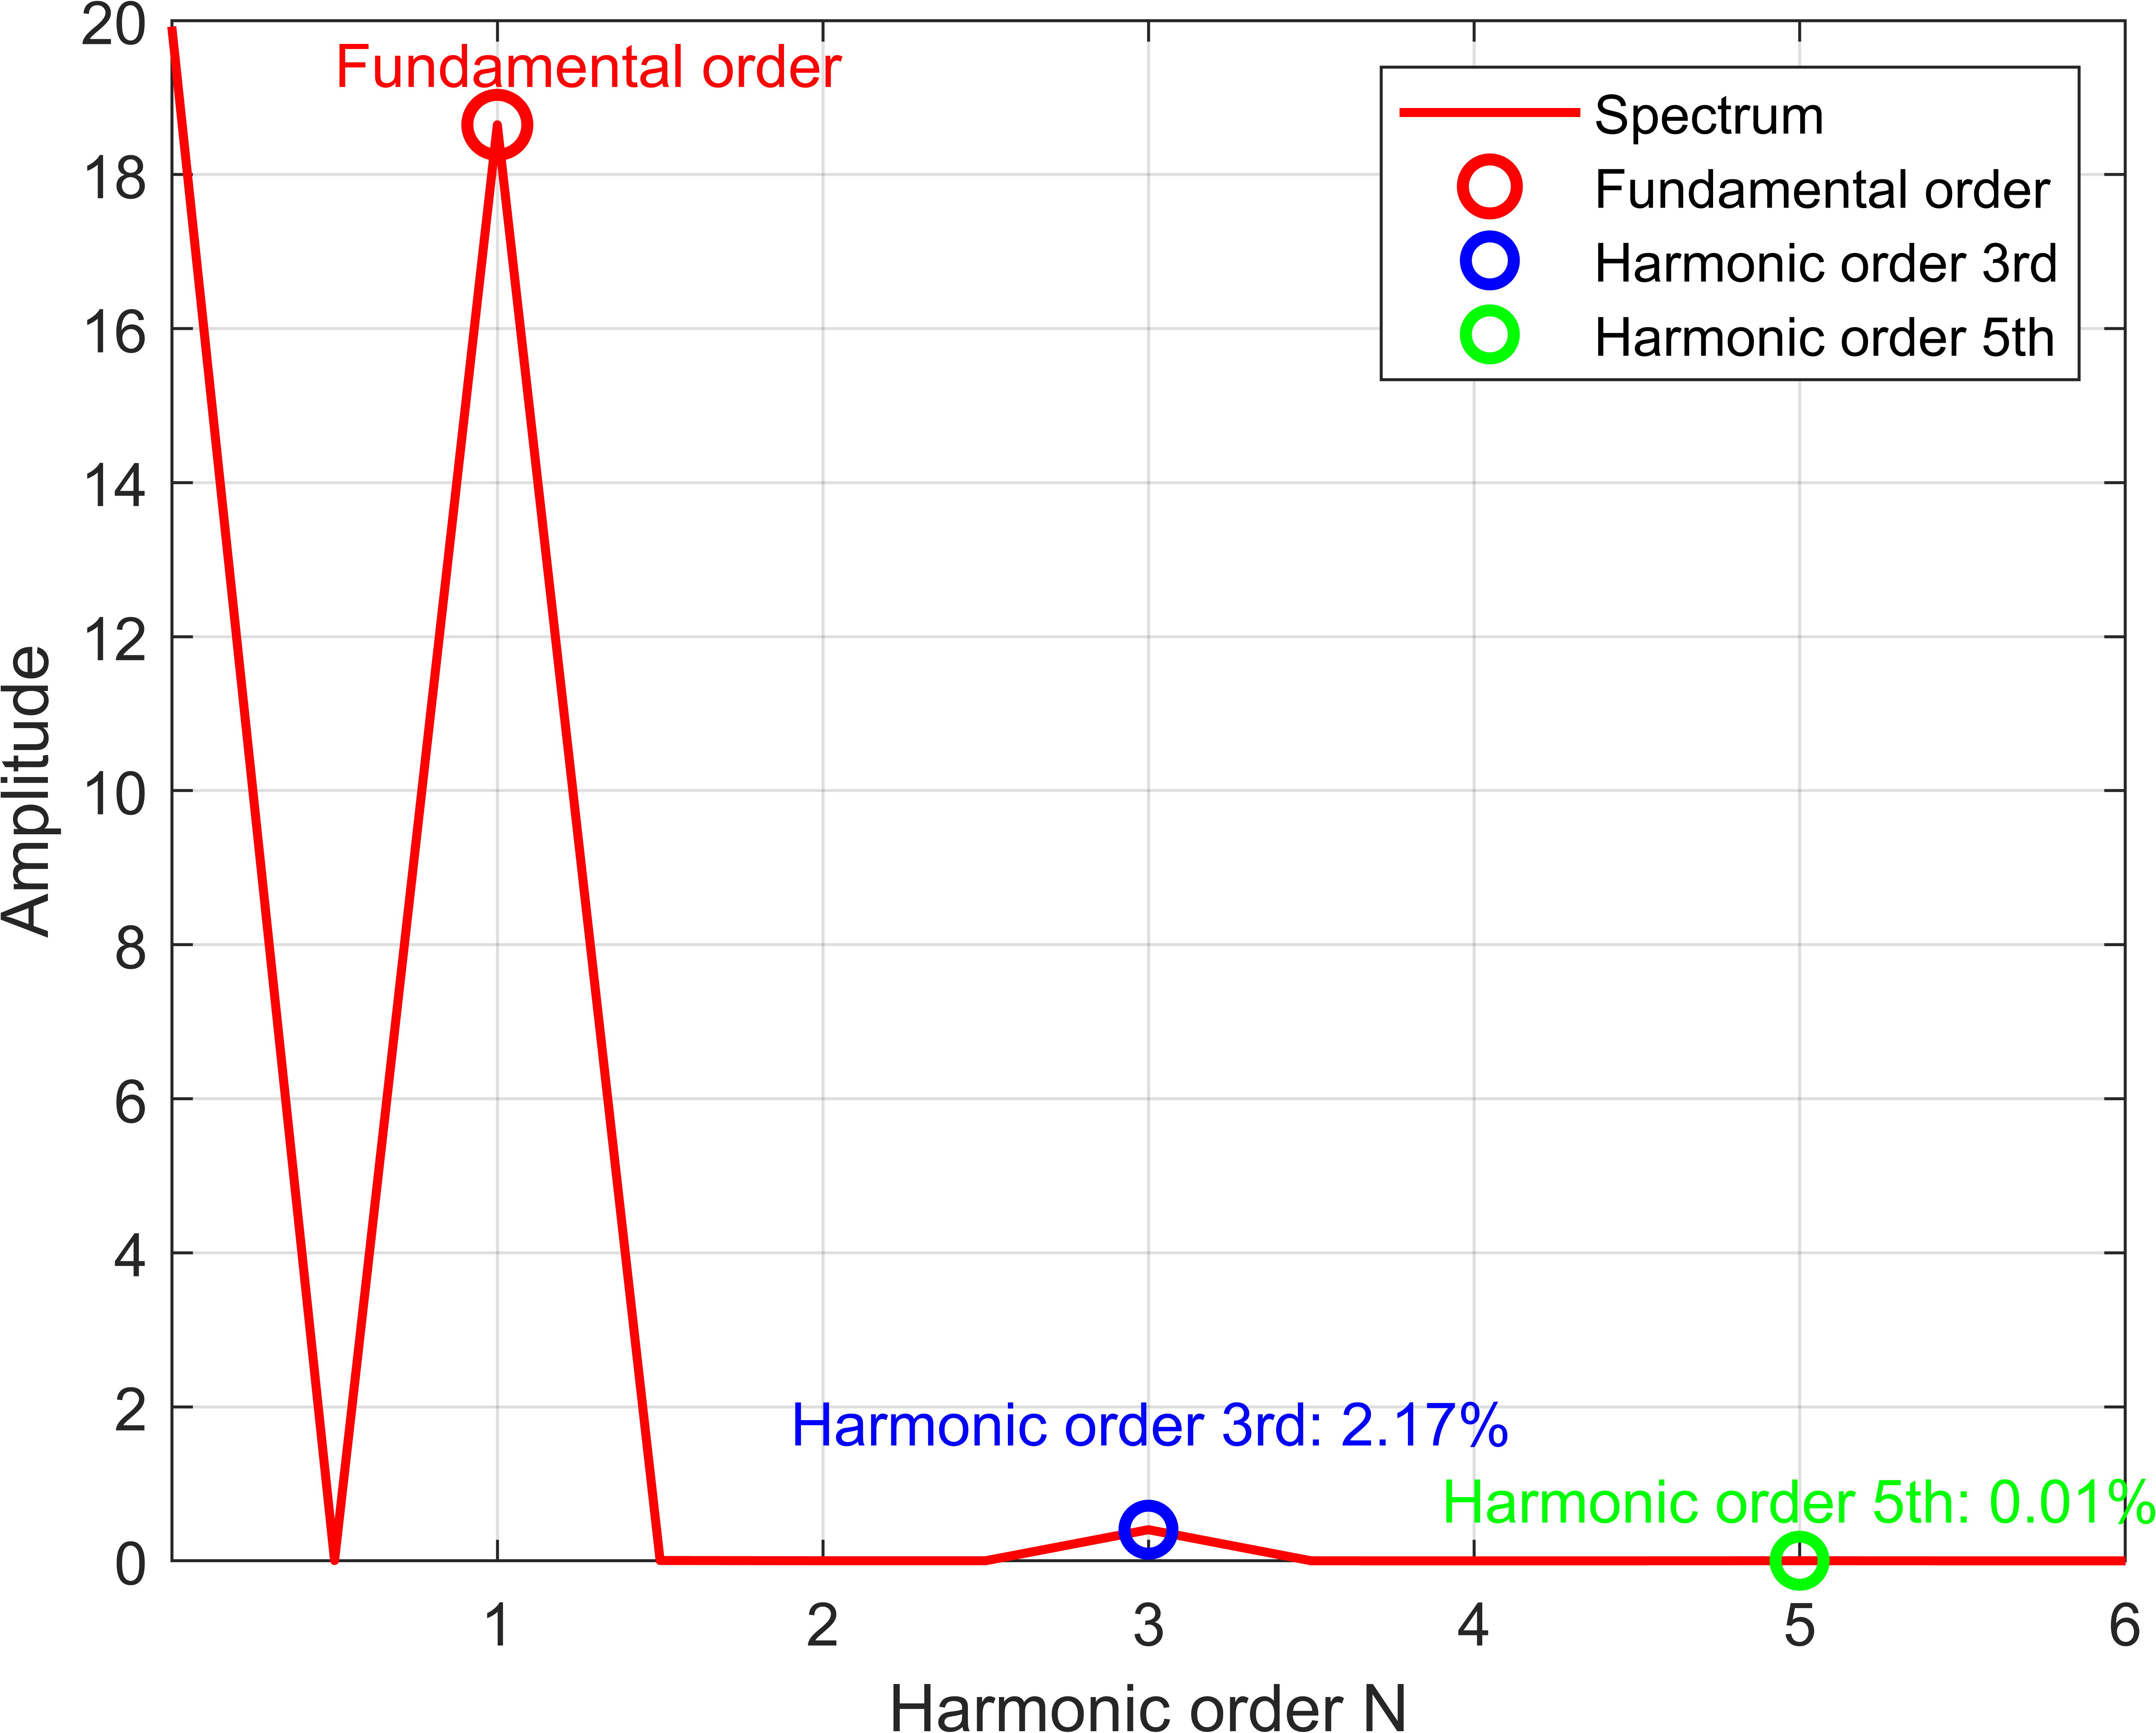 20
Fundamental order
Spectrum
Fundamental order
Harmonic order 3rd
Harmonic order 5th
18
16
14
12
10
8
6
4
2
0
Amplitude
Harmonic order 3rd: 2.17%
Harmonic order 5th: 0.01%
1 2 3 4 5 6
Harmonic order N